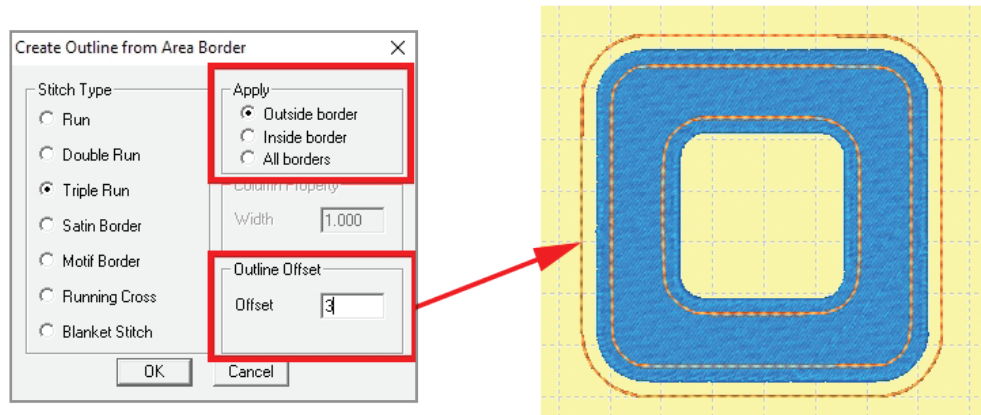 Create Outline from Area Border
Stitch Type
Run
Double Run
Triple Run
Satin Border
Motif Border
Running Cross
Blanket Stitch
Apply
Outside border
Inside border
All borders
Column Property
Width 1.000
Outline Offset
Offset 3
OK Cancel